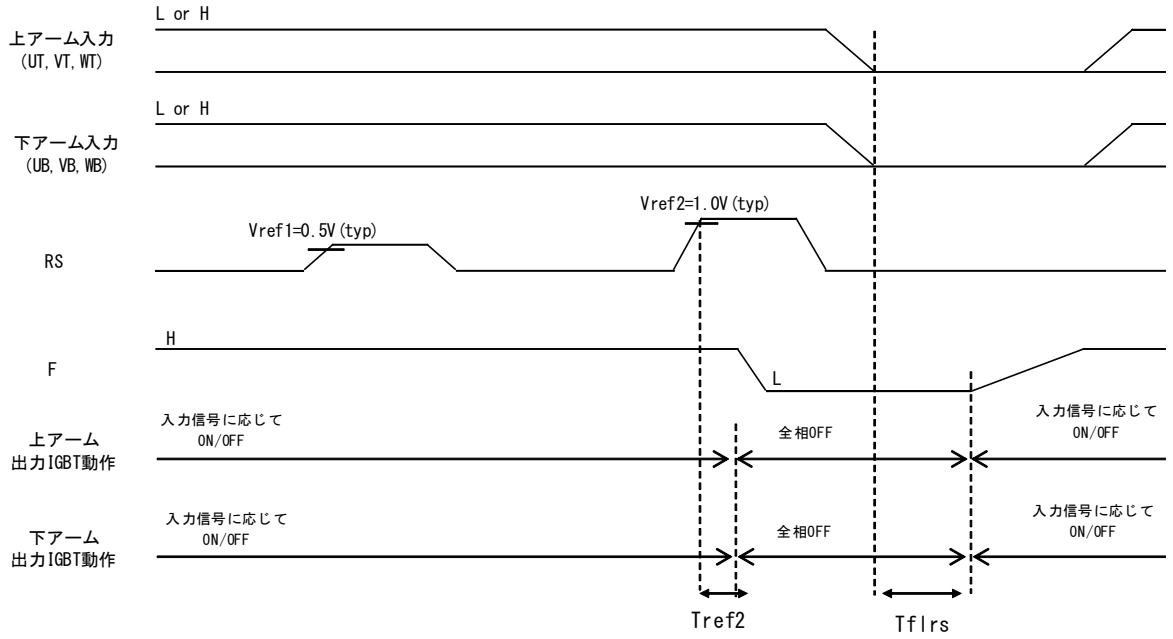 L or H
上アーム入力
(UT, VT, WT)
L or H
下アーム入力
(UB, VB, WB)
Vref1=0.5V(typ)
Vref2=1.0V(typ)
RS
H
F
L
入力信号に応じて
ON/OFF
全相OFF
入力信号に応じて
ON/OFF
上アーム
出力IGBT動作
入力信号に応じて
ON/OFF
全相OFF
入力信号に応じて
ON/OFF
下アーム
出力IGBT動作
Tref2
Tflrs